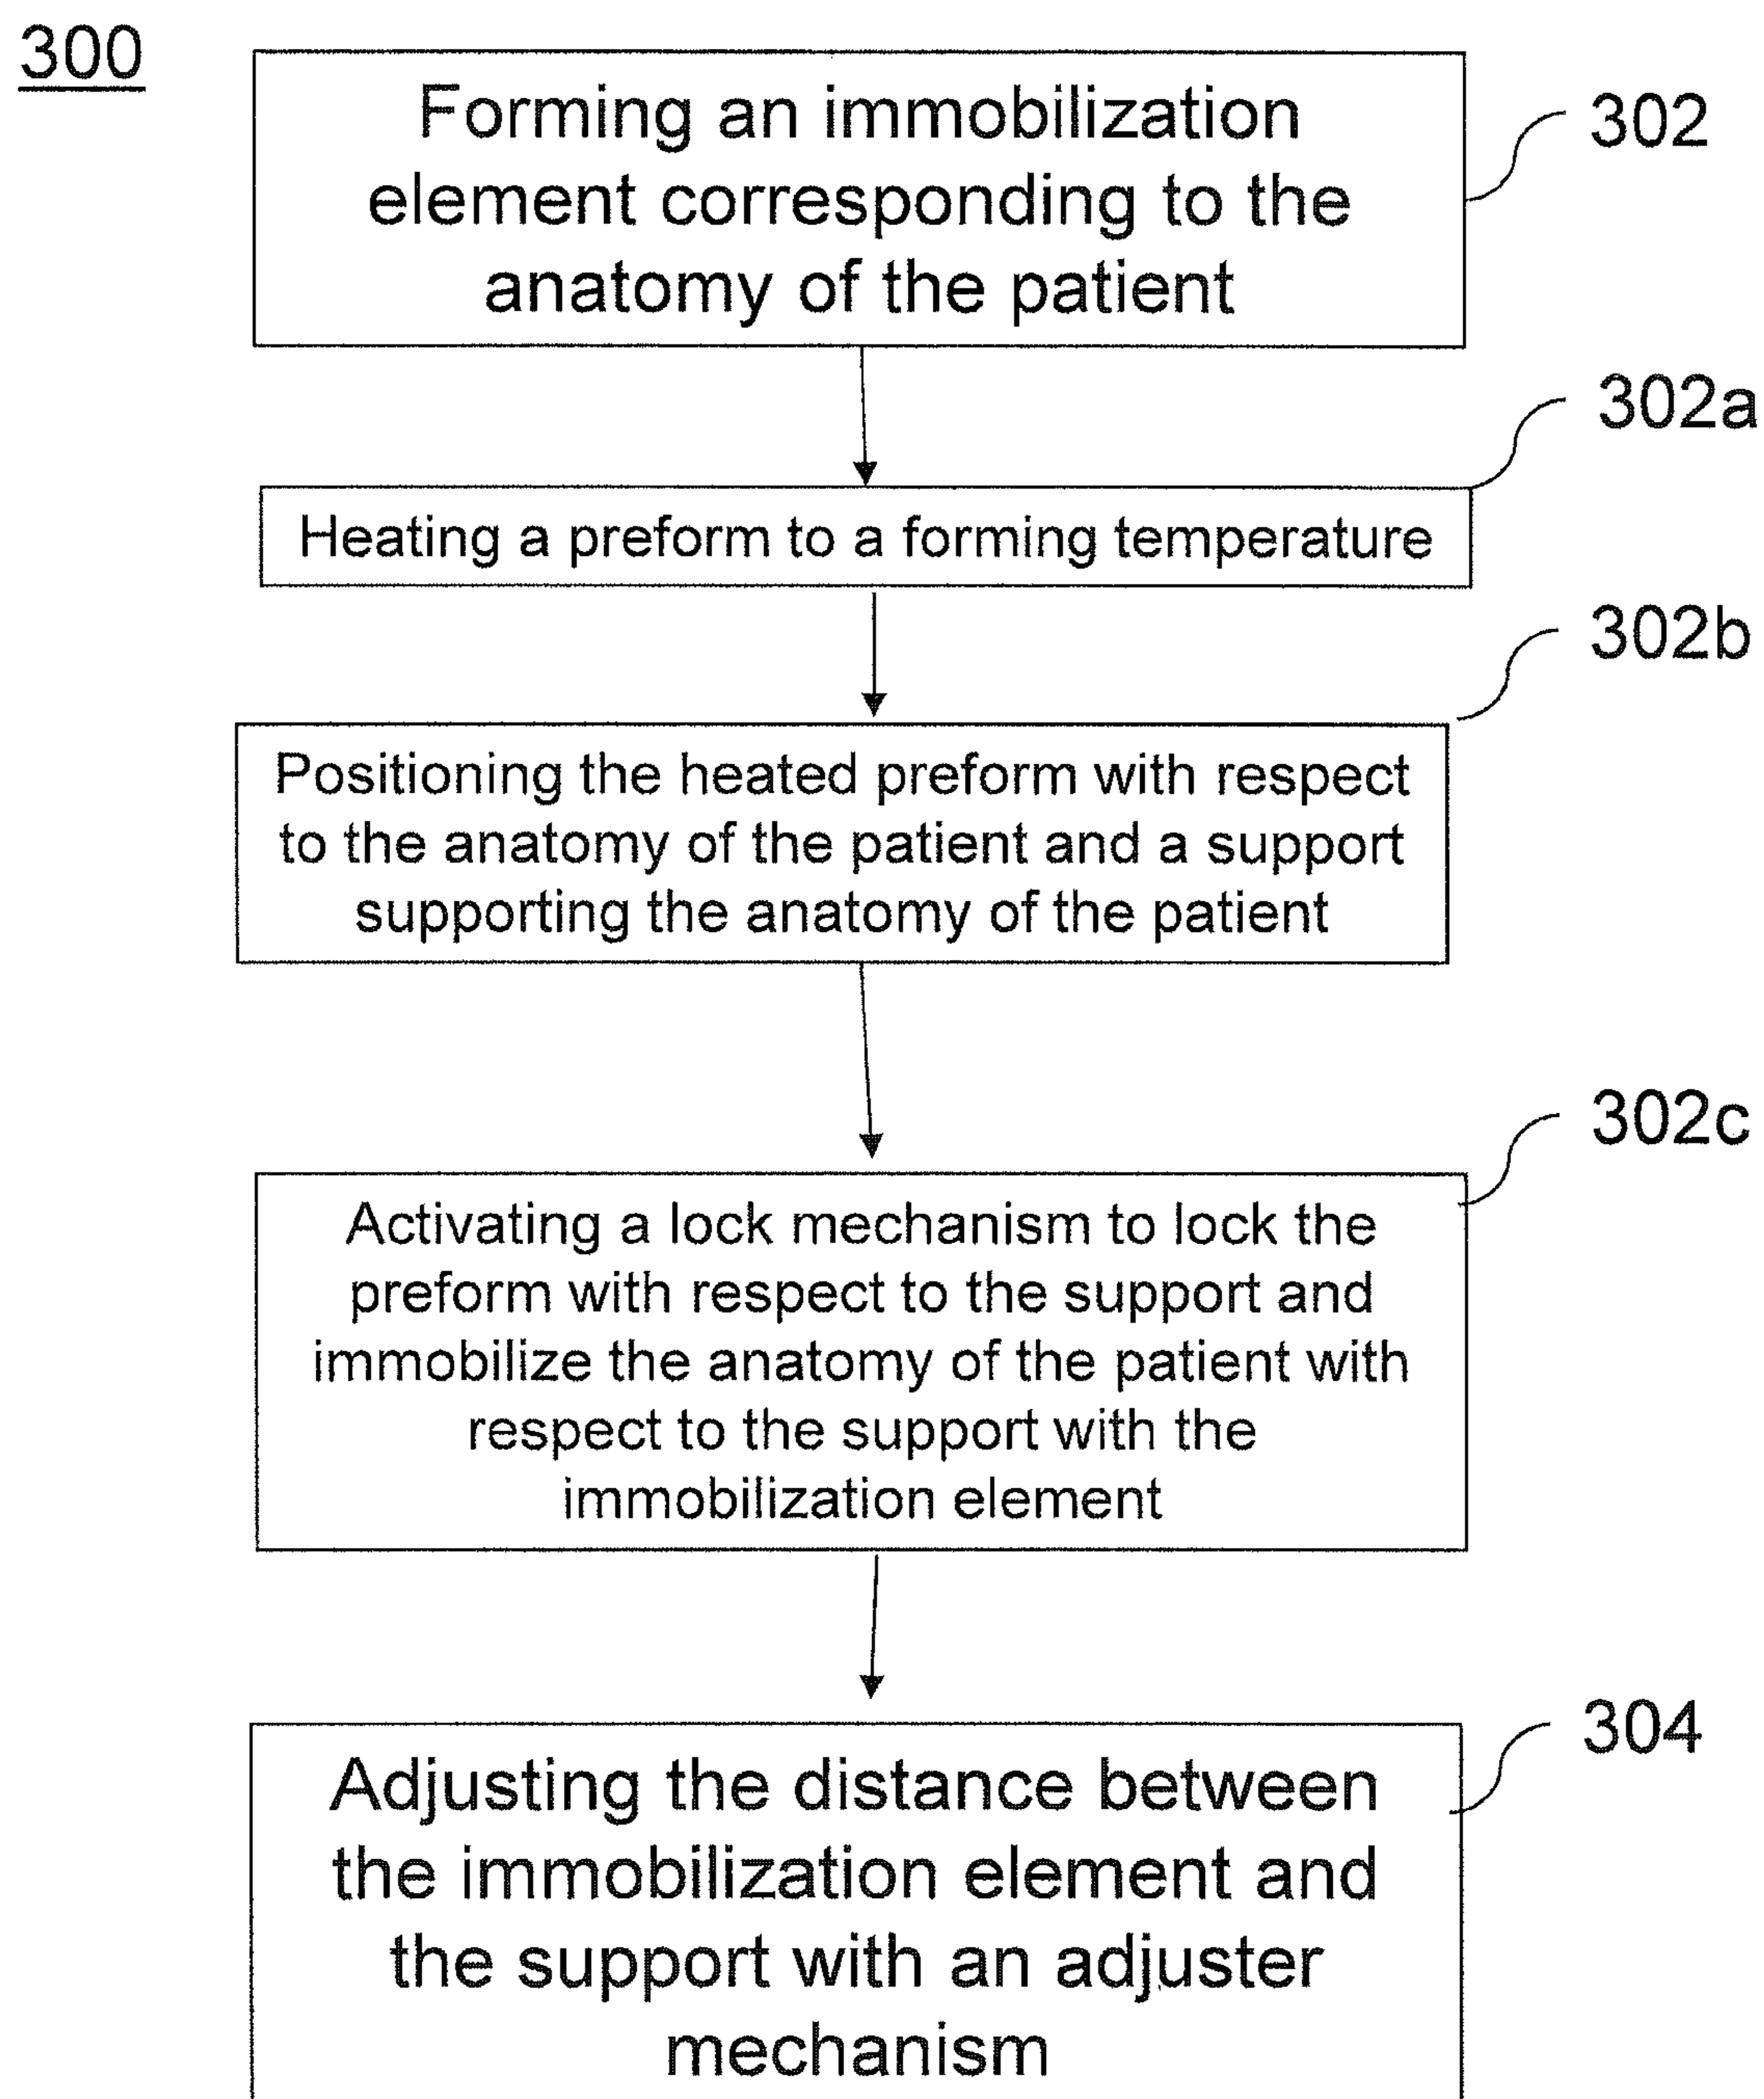 300
Forming an immobilization
element corresponding to the
anatomy of the patient
302
302a
Heating a preform to a forming temperature
302b
Positioning the heated preform with respect
to the anatomy of the patient and a support
supporting the anatomy of the patient
302c
Activating a lock mechanism to lock the
preform with respect to the support and
immobilize the anatomy of the patient with
respect to the support with the
immobilization element
304
Adjusting the distance between
the immobilization element and
the support with an adjuster
mechanism